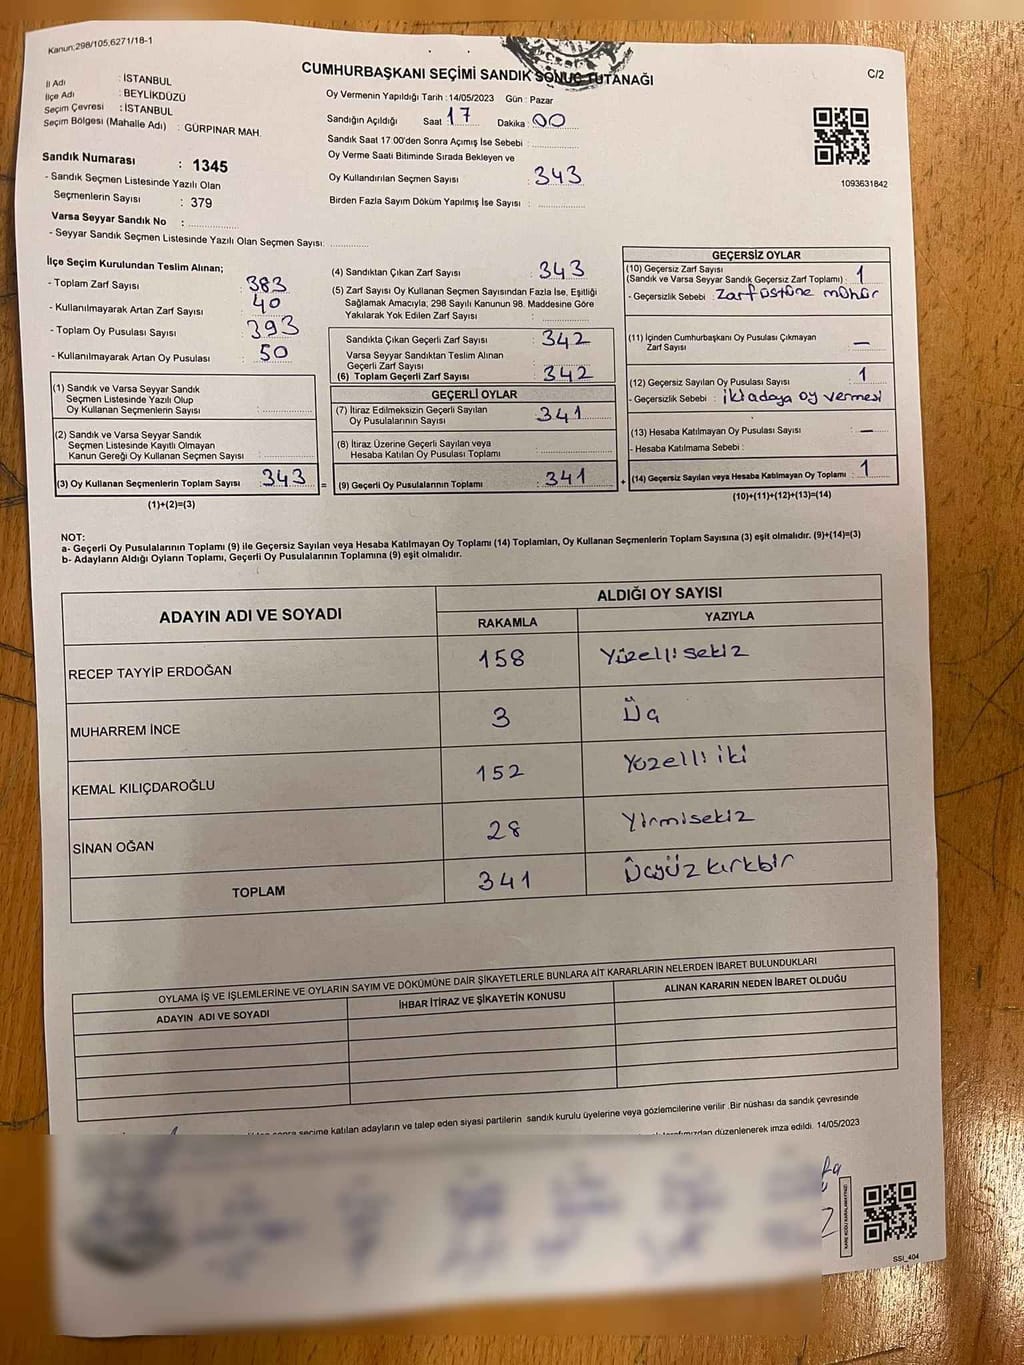 Kanun;298/105;6271/18-1
CUMHURBAŞKANI SEÇİMİ SANDIK SONUÇ TUTANAĞI
C/2
İl Adı : İSTANBUL
İlçe Adı : BEYLİKDÜZÜ
Seçim Çevresi : İSTANBUL
Seçim Bölgesi (Mahalle Adı) : GÜRPINAR MAH.
Sandık Numarası : 1345
- Sandık Seçmen Listesinde Yazılı Olan
Seçmenlerin Sayısı : 379
Varsa Seyyar Sandık No :
- Seyyar Sandık Seçmen Listesinde Yazılı Olan Seçmen Sayısı:
Oy Vermenin Yapıldığı Tarih : 14/05/2023 Gün : Pazar
Sandığın Açıldığı Saat 17 Dakika : 00
Sandık Saat 17:00'den Sonra Açımış İse Sebebi :
Oy Verme Saati Bitiminde Sırada Bekleyen ve
Oy Kullandırılan Seçmen Sayısı : 343
Birden Fazla Sayım Döküm Yapılmış İse Sayısı :
1093631842
İlçe Seçim Kurulundan Teslim Alınan;
- Toplam Zarf Sayısı : 383
- Kullanılmayarak Artan Zarf Sayısı : 40
- Toplam Oy Pusulası Sayısı : 393
- Kullanılmayarak Artan Oy Pusulası : 50
(1) Sandık ve Varsa Seyyar Sandık
Seçmen Listesinde Yazılı Olup
Oy Kullanan Seçmenlerin Sayısı :
(2) Sandık ve Varsa Seyyar Sandık
Seçmen Listesinde Kayıtlı Olmayan
Kanun Gereği Oy Kullanan Seçmen Sayısı :
(3) Oy Kullanan Seçmenlerin Toplam Sayısı : 343 =
(1)+(2)=(3)
(4) Sandıktan Çıkan Zarf Sayısı : 343
(5) Zarf Sayısı Oy Kullanan Seçmen Sayısından Fazla İse, Eşitliği
Sağlamak Amacıyla; 298 Sayılı Kanunun 98. Maddesine Göre
Yakılarak Yok Edilen Zarf Sayısı :
Sandıkta Çıkan Geçerli Zarf Sayısı : 342
Varsa Seyyar Sandıktan Teslim Alınan
Geçerli Zarf Sayısı :
(6) Toplam Geçerli Zarf Sayısı : 342
GEÇERLİ OYLAR
(7) İtiraz Edilmeksizin Geçerli Sayılan
Oy Pusulalarının Sayısı : 341
(8) İtiraz Üzerine Geçerli Sayılan veya
Hesaba Katılan Oy Pusulası Toplamı :
(9) Geçerli Oy Pusulalarının Toplamı : 341 +
GEÇERSİZ OYLAR
(10) Geçersiz Zarf Sayısı
(Sandık ve Varsa Seyyar Sandık Geçersiz Zarf Toplamı) : 1
- Geçersizlik Sebebi : Zarf üstüne mühür
(11) İçinden Cumhurbaşkanı Oy Pusulası Çıkmayan
Zarf Sayısı : —
(12) Geçersiz Sayılan Oy Pusulası Sayısı : 1
- Geçersizlik Sebebi : iki adaya oy vermesi
(13) Hesaba Katılmayan Oy Pusulası Sayısı : —
- Hesaba Katılmama Sebebi :
(14) Geçersiz Sayılan veya Hesaba Katılmayan Oy Toplamı : 1
(10)+(11)+(12)+(13)=(14)
NOT:
a- Geçerli Oy Pusulalarının Toplamı (9) ile Geçersiz Sayılan veya Hesaba Katılmayan Oy Toplamı (14) Toplamları, Oy Kullanan Seçmenlerin Toplam Sayısına (3) eşit olmalıdır. (9)+(14)=(3)
b- Adayların Aldığı Oyların Toplamı, Geçerli Oy Pusulalarının Toplamına (9) eşit olmalıdır.
ADAYIN ADI VE SOYADI
ALDIĞI OY SAYISI
RAKAMLA YAZIYLA
RECEP TAYYİP ERDOĞAN 158 Yüzelli sekiz
MUHARREM İNCE 3 Üç
KEMAL KILIÇDAROĞLU 152 Yüzelli iki
SİNAN OĞAN 28 Yirmisekiz
TOPLAM 341 Üçyüz kırkbir
OYLAMA İŞ VE İŞLEMLERİNE VE OYLARIN SAYIM VE DÖKÜMÜNE DAİR ŞİKAYETLERLE BUNLARA AİT KARARLARIN NELERDEN İBARET BULUNDUKLARI
ADAYIN ADI VE SOYADI İHBAR İTİRAZ VE ŞİKAYETİN KONUSU ALINAN KARARIN NEDEN İBARET OLDUĞU
sonra seçime katılan adayların ve talep eden siyasi partilerin sandık kurulu üyelerine veya gözlemcilerine verilir .Bir nüshası da sandık çevresinde
düzenlenerek imza edildi. 14/05/2023
SSI_404